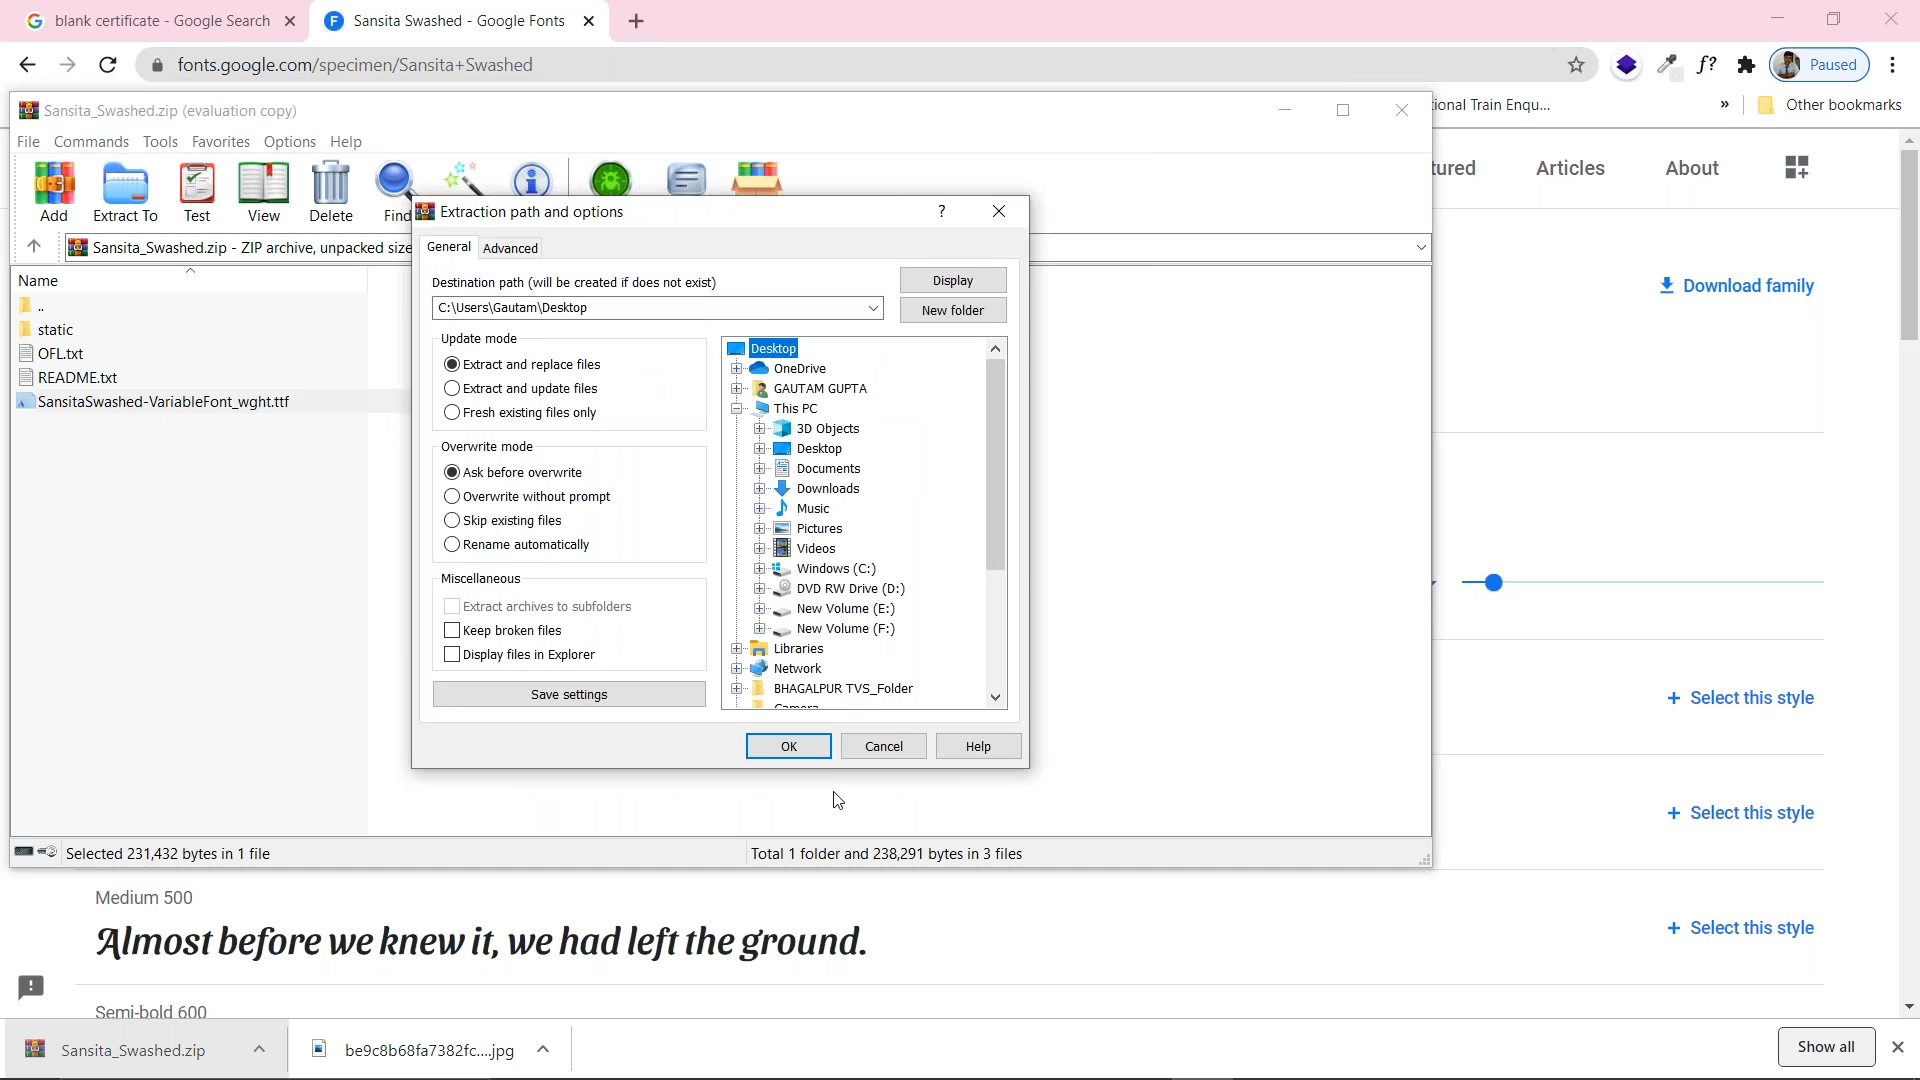 blank certificate - Google Search
Sansita Swashed - Google Fonts
fonts.google.com/specimen/Sansita+Swashed
f?
Paused
tional Train Enqu...
»
Other bookmarks
Sansita_Swashed.zip (evaluation copy)
File Commands Tools Favorites Options Help
Add
Extract To
Test
View
Delete
Find
Sansita_Swashed.zip - ZIP archive, unpacked size
Name
..
static
OFL.txt
README.txt
SansitaSwashed-VariableFont_wght.ttf
Extraction path and options
?
General
Advanced
Destination path (will be created if does not exist)
C:\Users\Gautam\Desktop
Display
New folder
Update mode
Extract and replace files
Extract and update files
Fresh existing files only
Overwrite mode
Ask before overwrite
Overwrite without prompt
Skip existing files
Rename automatically
Miscellaneous
Extract archives to subfolders
Keep broken files
Display files in Explorer
Save settings
Desktop
OneDrive
GAUTAM GUPTA
This PC
3D Objects
Desktop
Documents
Downloads
Music
Pictures
Videos
Windows (C:)
DVD RW Drive (D:)
New Volume (E:)
New Volume (F:)
Libraries
Network
BHAGALPUR TVS_Folder
Camera
OK
Cancel
Help
Selected 231,432 bytes in 1 file
Total 1 folder and 238,291 bytes in 3 files
tured
Articles
About
Download family
+ Select this style
+ Select this style
Medium 500
Almost before we knew it, we had left the ground.
+ Select this style
Semi-bold 600
Sansita_Swashed.zip
be9c8b68fa7382fc....jpg
Show all